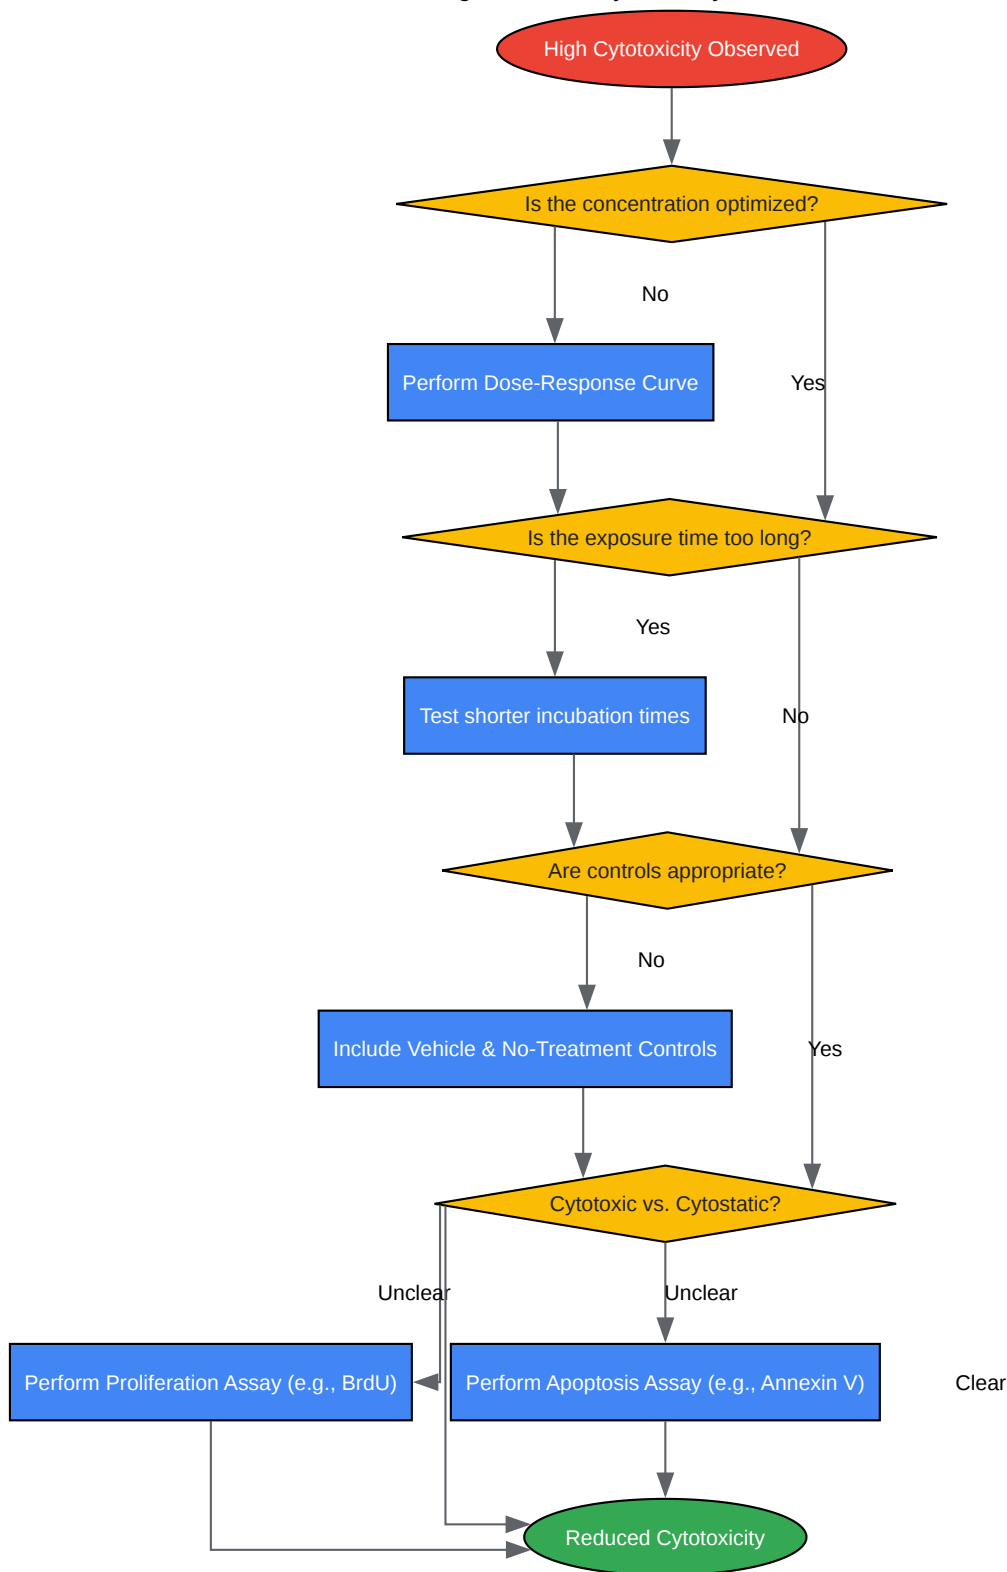 High Cytotoxicity Observed
Is the concentration optimized?
No
Perform Dose-Response Curve
Yes
Is the exposure time too long?
Yes
Test shorter incubation times
No
Are controls appropriate?
No
Include Vehicle & No-Treatment Controls
Yes
Cytotoxic vs. Cytostatic?
Unclear
Unclear
Perform Proliferation Assay (e.g., BrdU)
Perform Apoptosis Assay (e.g., Annexin V)
Clear
Reduced Cytotoxicity